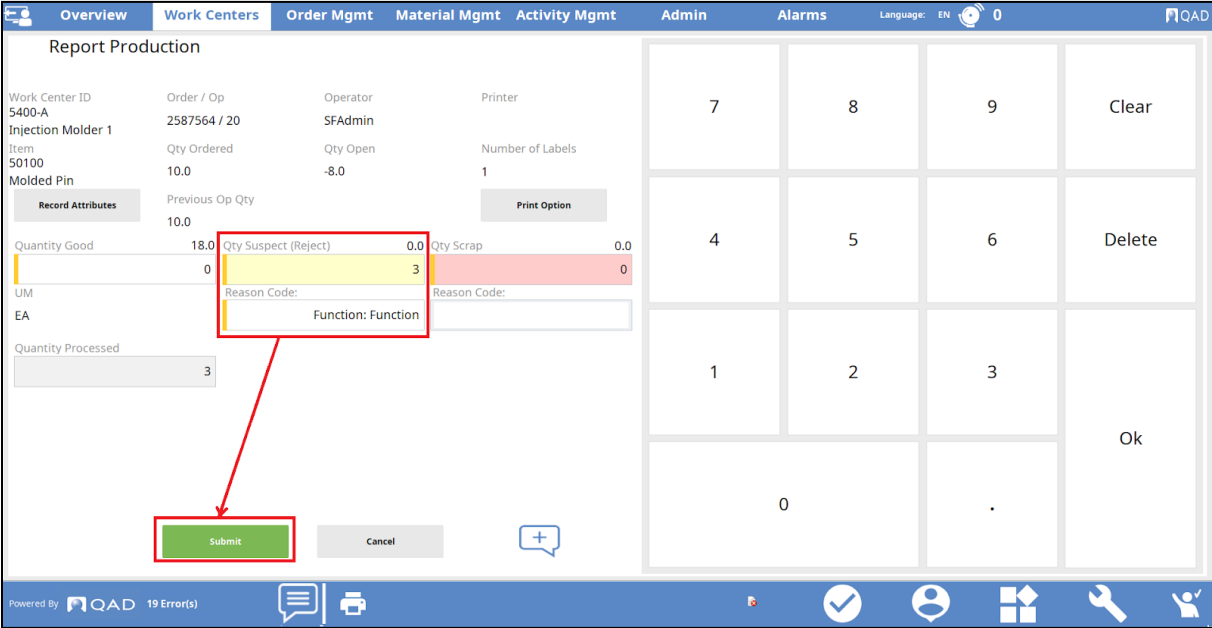 Overview Work Centers Order Mgmt Material Mgmt Activity Mgmt Admin Alarms Language: EN 0 QAD
Report Production
Work Center ID Order / Op Operator Printer
5400-A 2587564 / 20 SFAdmin
Injection Molder 1
Item Qty Ordered Qty Open Number of Labels
50100 10.0 -8.0 1
Molded Pin
Record Attributes Previous Op Qty Print Option
10.0
Quantity Good 18.0 Qty Suspect (Reject) 0.0 Qty Scrap 0.0
0 3 0
UM Reason Code: Reason Code:
EA Function: Function
Quantity Processed
3
Submit Cancel
7 8 9 Clear
4 5 6 Delete
1 2 3
Ok
0 .
Powered By QAD 19 Error(s)